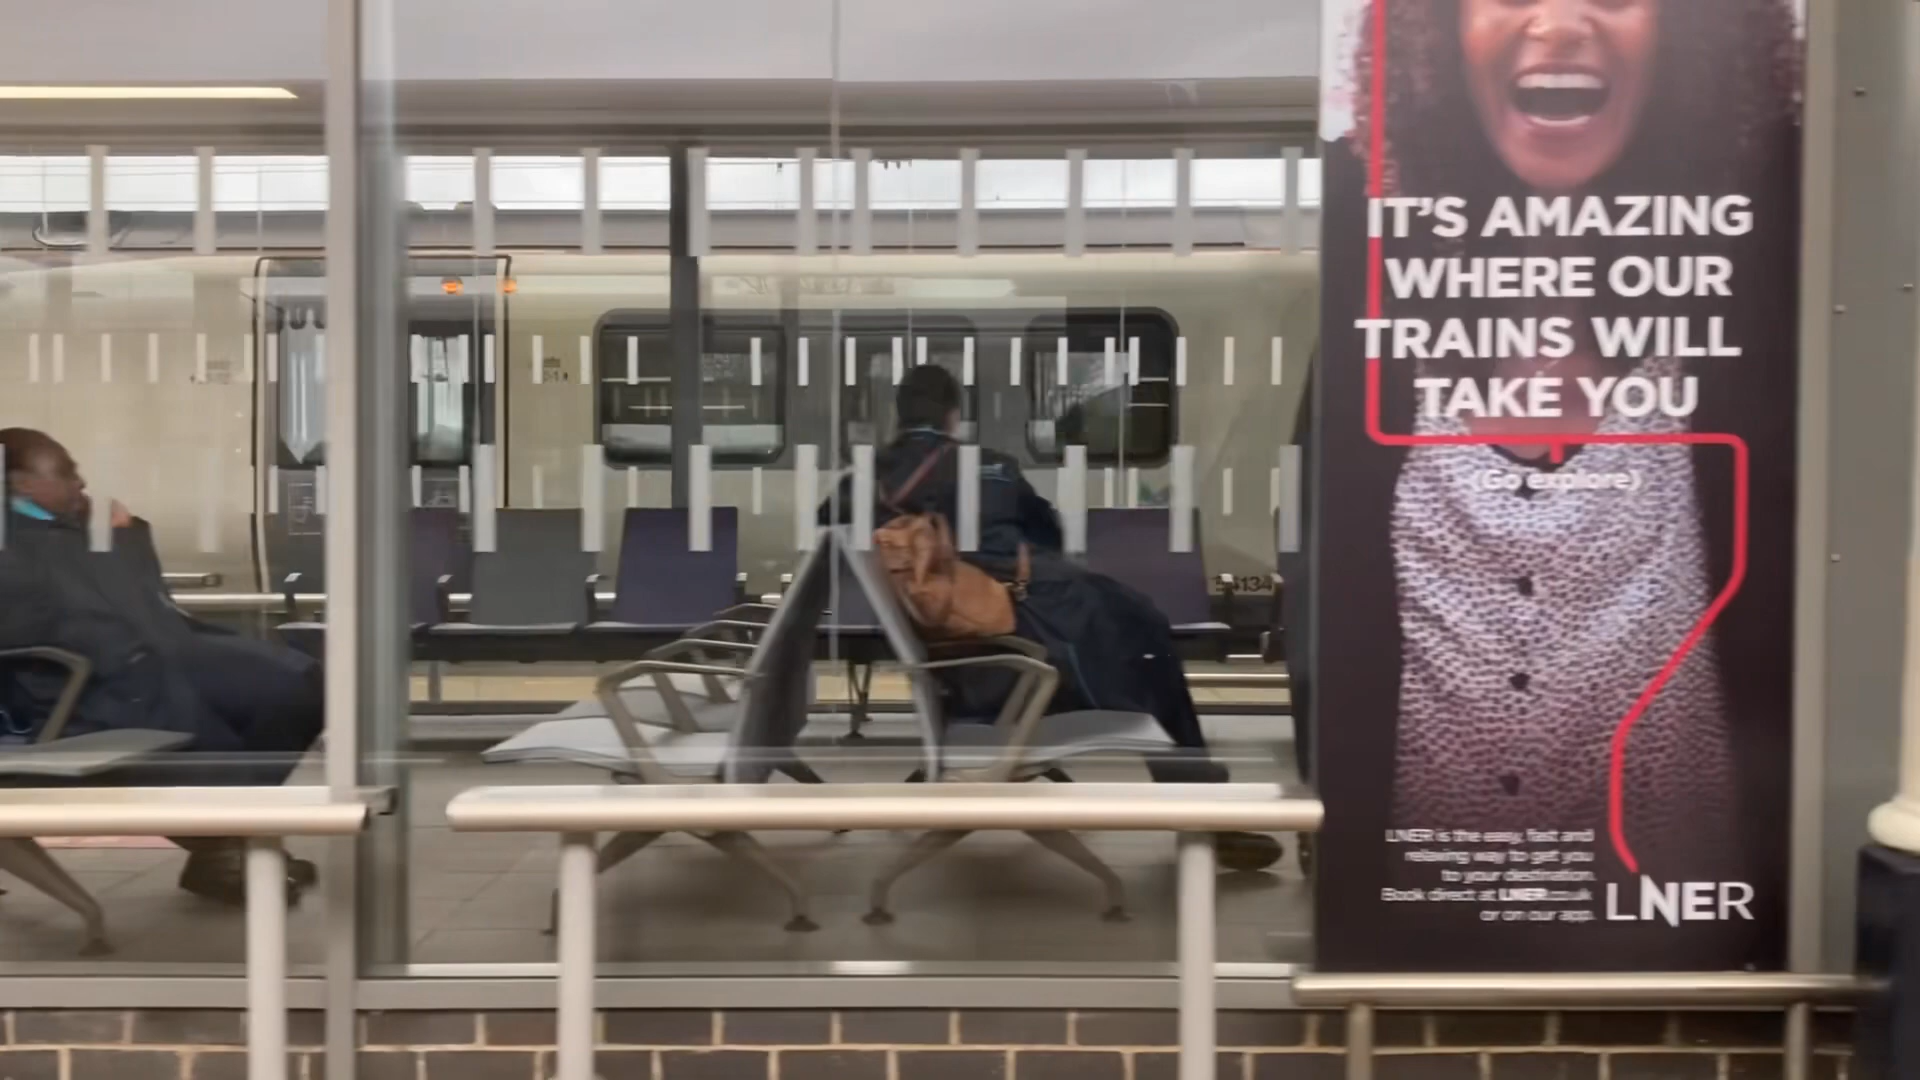 IT'S AMAZING
WHERE OUR
TRAINS WILL
TAKE YOU
(Go explore)
LNER is the easy, fast and
relaxing way to get you
to your destination.
Book direct at LNER.co.uk
or on our app.
LNER